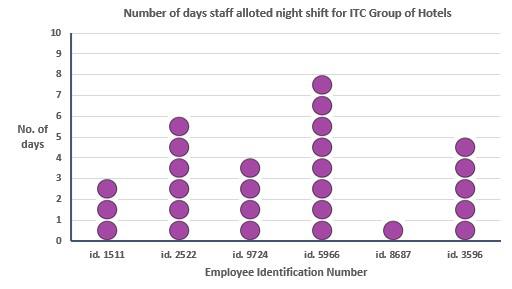 Number of days staff alloted night shift for ITC Group of Hotels
10
9
8
7
6
5
4
3
2
1
0
No. of
days
id. 1511 id. 2522 id. 9724 id. 5966 id. 8687 id. 3596
Employee Identification Number